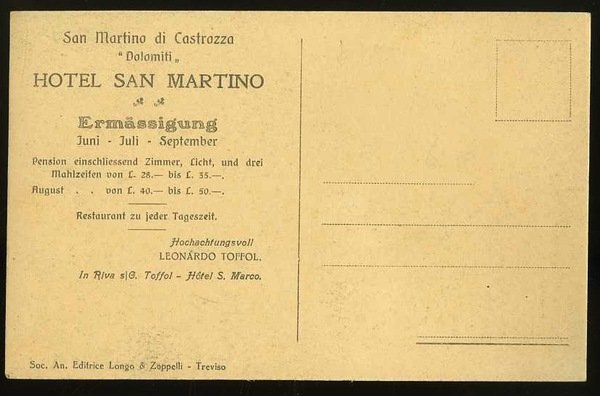 San Martino di Castrozza
"Dolomiti„
HOTEL SAN MARTINO
Ermässigung
Juni - Juli - September
Pension einschliessend Zimmer, Licht, und drei
Mahlzeiten von £. 28.— bis £. 35.—.
August . . von £. 40.— bis £. 50.—.
Restaurant zu jeder Tageszeit.
Hochachtungsvoll
LEONARDO TOFFOL.
In Riva s|G. Toffol - Hôtel S. Marco.
Soc. An. Editrice Longo & Zoppelli - Treviso